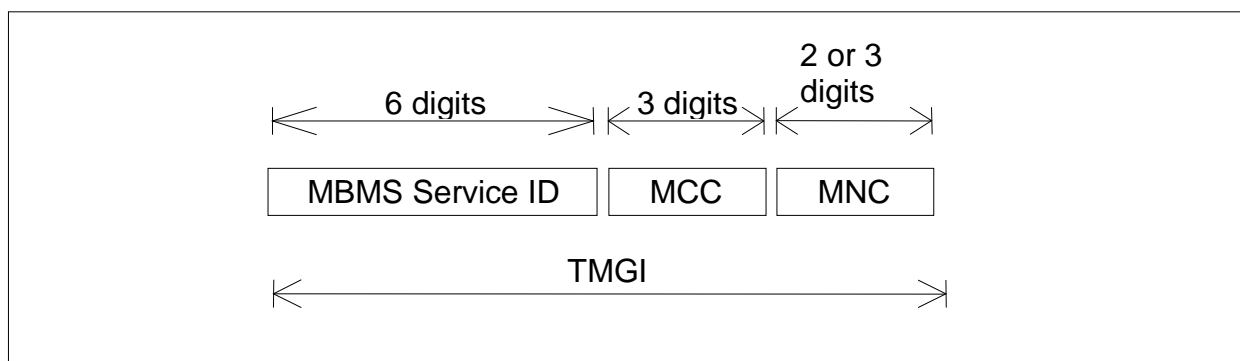 2 or 3
digits
6 digits
3 digits
MBMS Service ID
MCC
MNC
TMGI